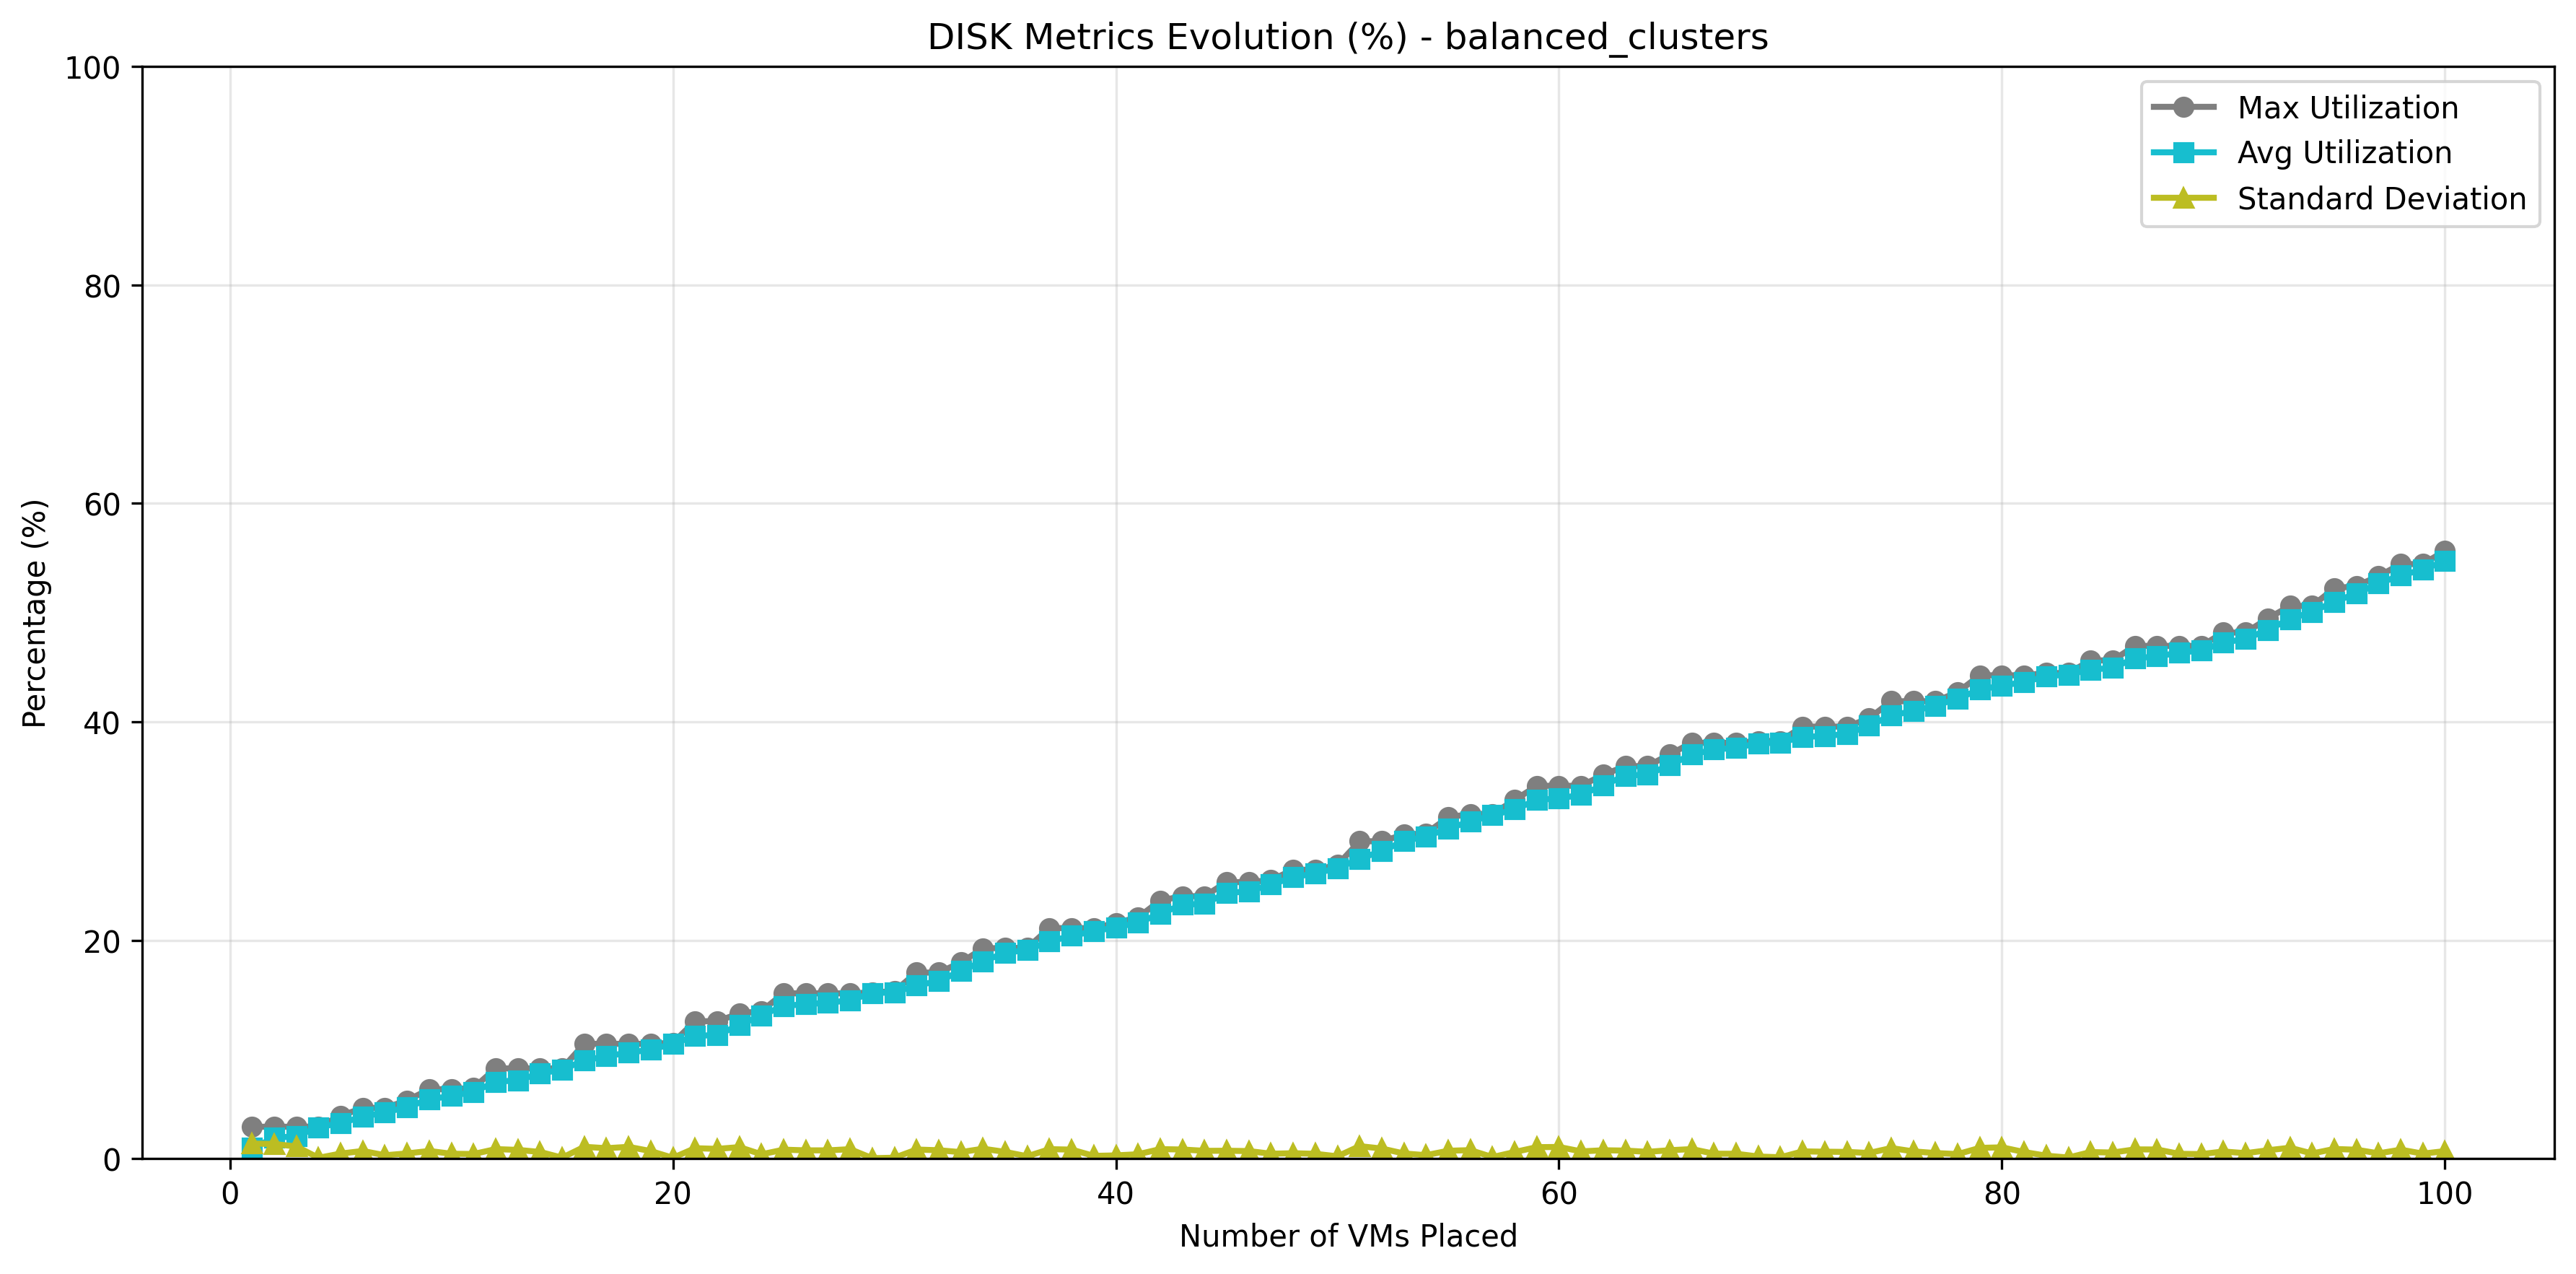 DISK Metrics Evolution (%) - balanced_clusters
100
80
60
40
20
0
Percentage (%)
Max Utilization
Avg Utilization
Standard Deviation
0 20 40 60 80 100
Number of VMs Placed